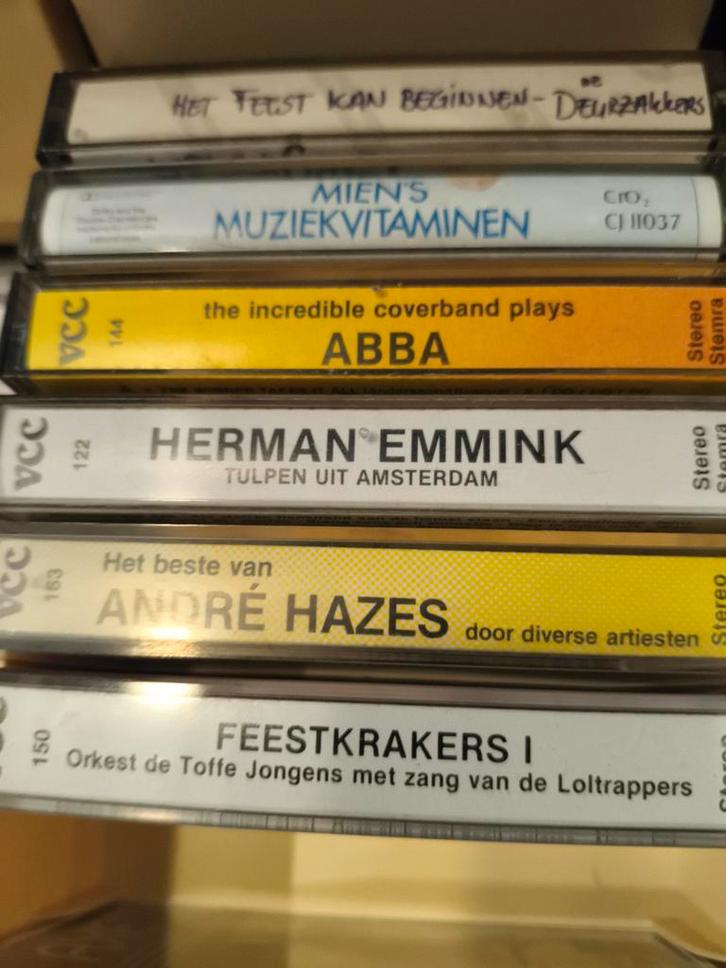 HET FEEST KAN BEGINNEN - DE DEURZAKKERS
MIEN'S
MUZIEKVITAMINEN
CrO₂
CJ 11037
VCC
144
the incredible coverband plays
ABBA
Stereo
Stemra
VCC
122
HERMAN EMMINK
TULPEN UIT AMSTERDAM
Stereo
Stemra
VCC
163
Het beste van
ANDRÉ HAZES door diverse artiesten
Stereo
150
FEESTKRAKERS I
Orkest de Toffe Jongens met zang van de Loltrappers